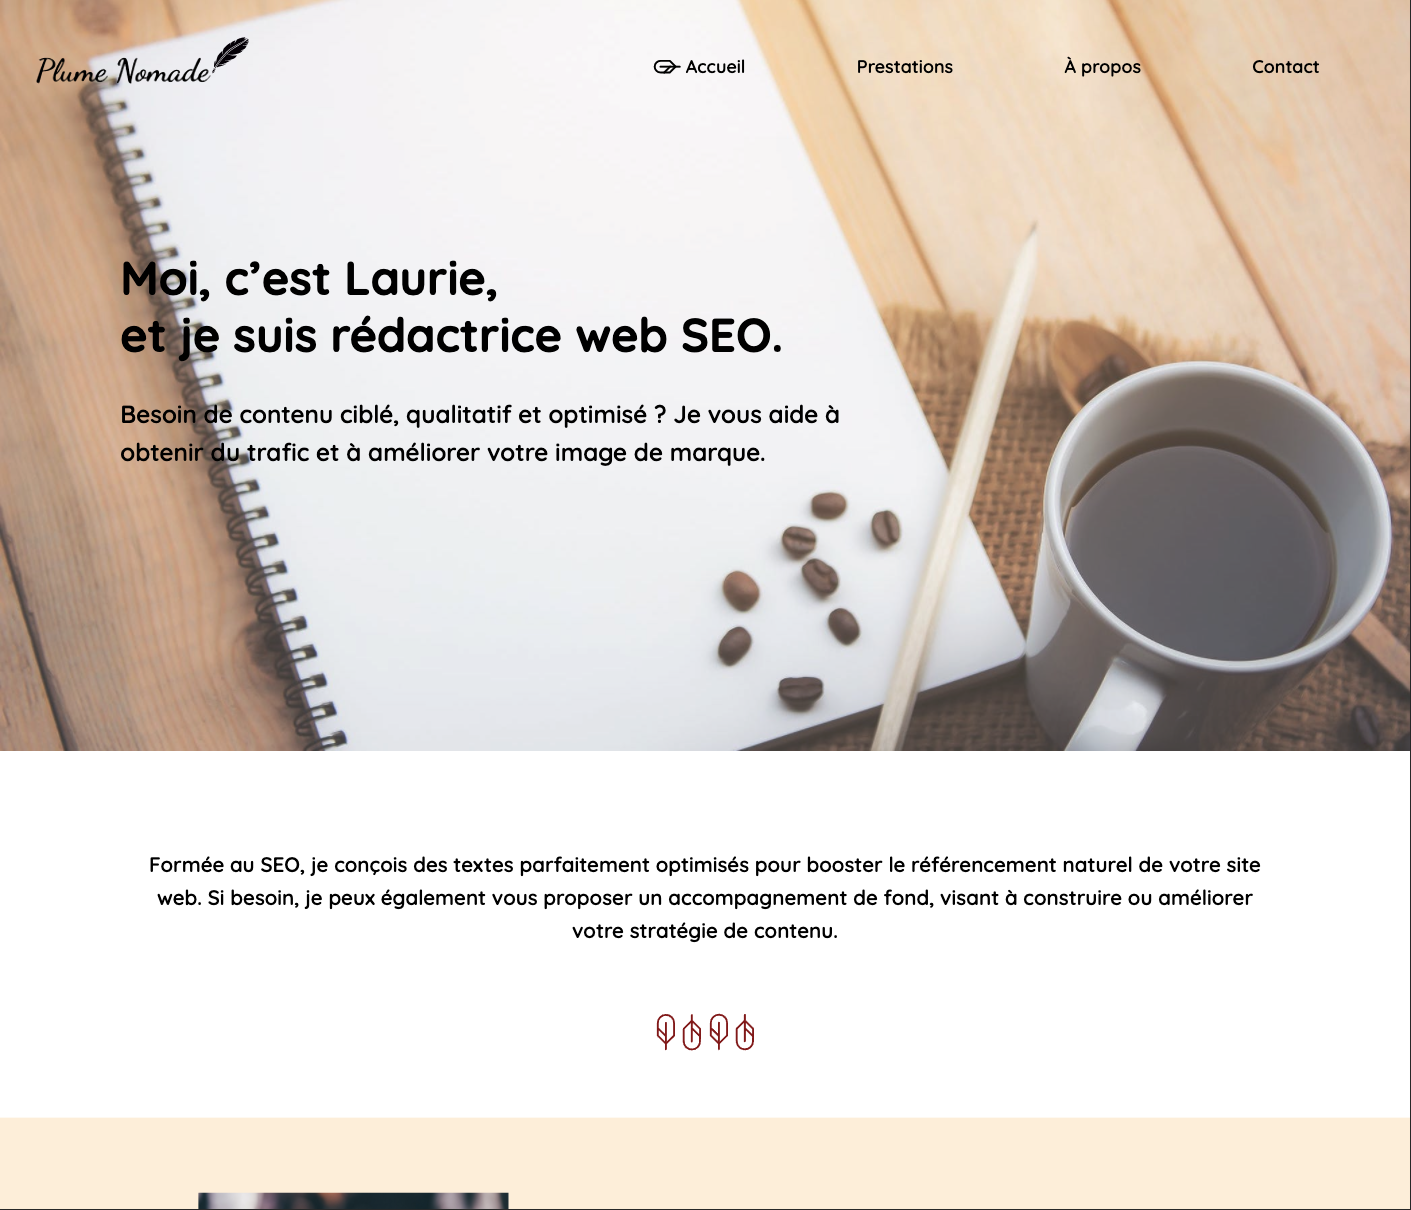 Plume Nomade
Accueil
Prestations
À propos
Contact
Moi, c’est Laurie,
et je suis rédactrice web SEO.
Besoin de contenu ciblé, qualitatif et optimisé ? Je vous aide à
obtenir du trafic et à améliorer votre image de marque.
Formée au SEO, je conçois des textes parfaitement optimisés pour booster le référencement naturel de votre site
web. Si besoin, je peux également vous proposer un accompagnement de fond, visant à construire ou améliorer
votre stratégie de contenu.